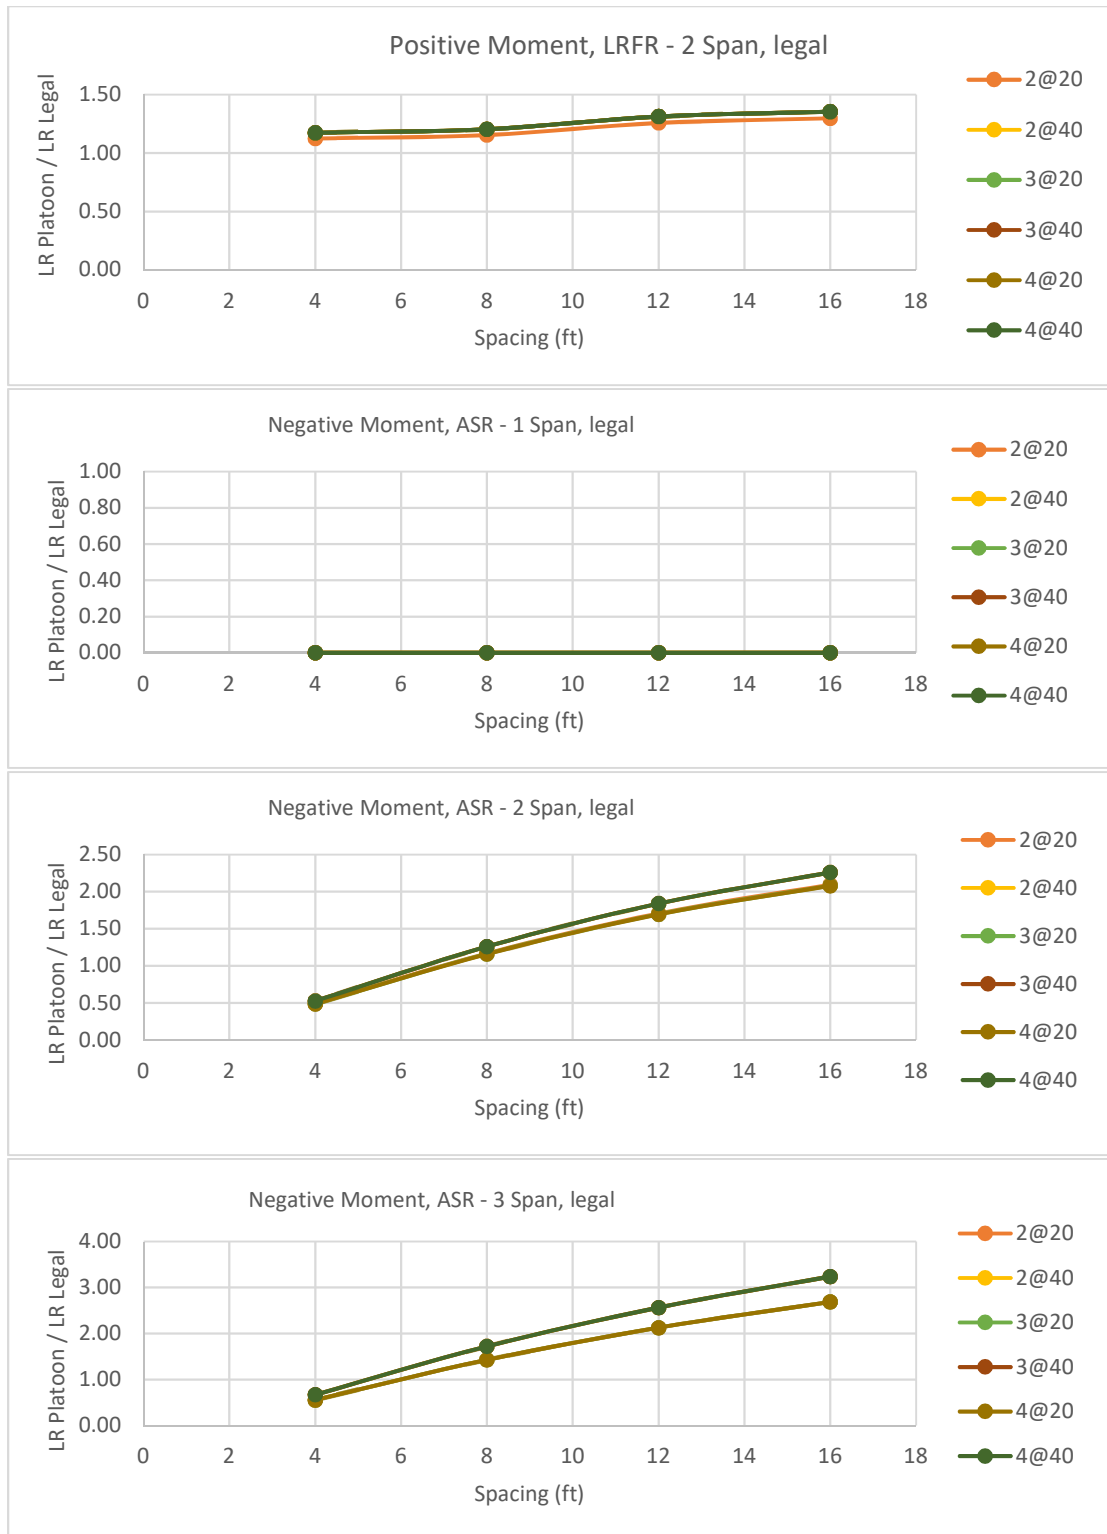 Positive Moment, LRFR - 2 Span, legal
LR Platoon / LR Legal
1.50
1.00
0.50
0.00
0 2 4 6 8 10 12 14 16 18
Spacing (ft)
2@20
2@40
3@20
3@40
4@20
4@40
Negative Moment, ASR - 1 Span, legal
LR Platoon / LR Legal
1.00
0.80
0.60
0.40
0.20
0.00
0 2 4 6 8 10 12 14 16 18
Spacing (ft)
2@20
2@40
3@20
3@40
4@20
4@40
Negative Moment, ASR - 2 Span, legal
LR Platoon / LR Legal
2.50
2.00
1.50
1.00
0.50
0.00
0 2 4 6 8 10 12 14 16 18
Spacing (ft)
2@20
2@40
3@20
3@40
4@20
4@40
Negative Moment, ASR - 3 Span, legal
LR Platoon / LR Legal
4.00
3.00
2.00
1.00
0.00
0 2 4 6 8 10 12 14 16 18
Spacing (ft)
2@20
2@40
3@20
3@40
4@20
4@40